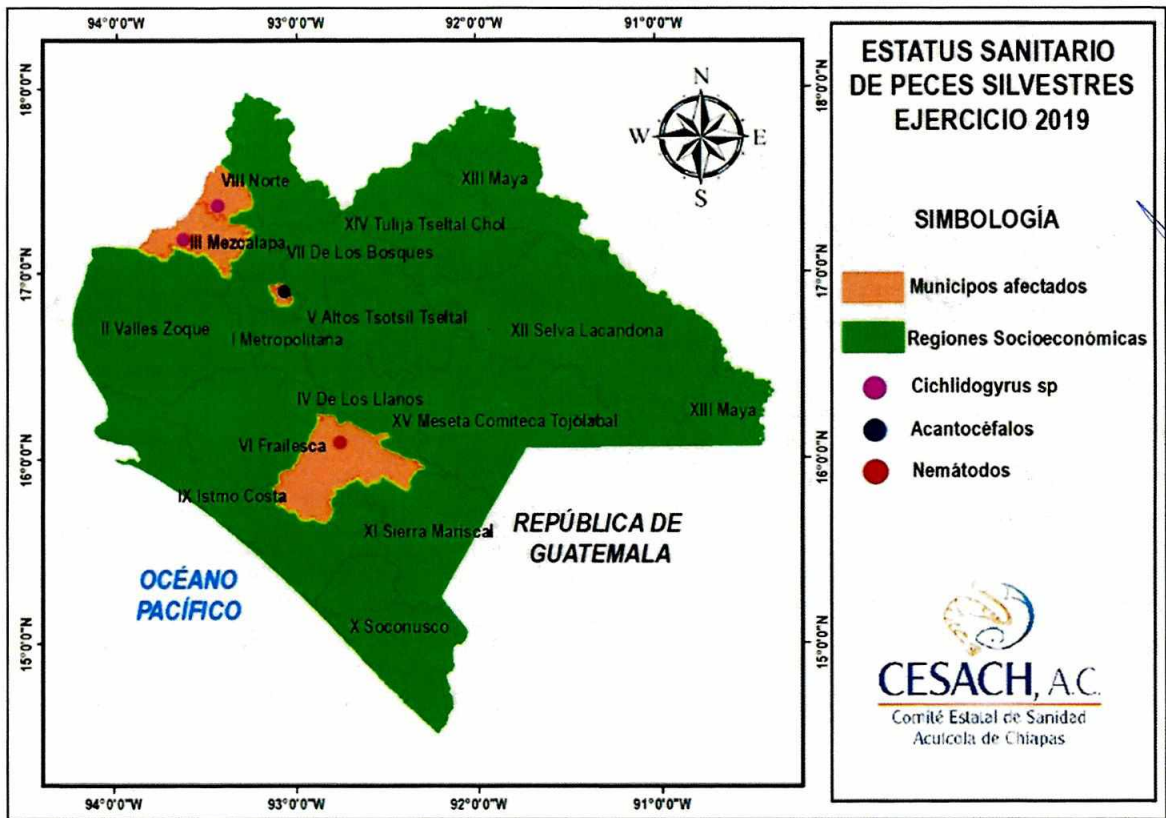 94°0'0"W
93°0'0"W
92°0'0"W
91°0'0"W
18°0'0"N
17°0'0"N
16°0'0"N
15°0'0"N
18°0'0"N
17°0'0"N
16°0'0"N
15°0'0"N
N
W
E
S
VIII Norte
XIII Maya
XIV Tulija Tseltal Chol
III Mezcalapa
VII De Los Bosques
V Altos Tsotsil Tseltal
II Valles Zoque
I Metropolitana
XII Selva Lacandona
IV De Los Llanos
XV Meseta Comiteca Tojolabal
XIII Maya
VI Frailesca
IX Istmo Costa
XI Sierra Mariscal
X Soconusco
REPÚBLICA DE
GUATEMALA
OCÉANO
PACÍFICO
94°0'0"W
93°0'0"W
92°0'0"W
91°0'0"W
ESTATUS SANITARIO
DE PECES SILVESTRES
EJERCICIO 2019
SIMBOLOGÍA
Municipos afectados
Regiones Socioeconómicas
Cichlidogyrus sp
Acantocéfalos
Nemátodos
CESACH, A.C.
Comité Estatal de Sanidad
Acuícola de Chiapas